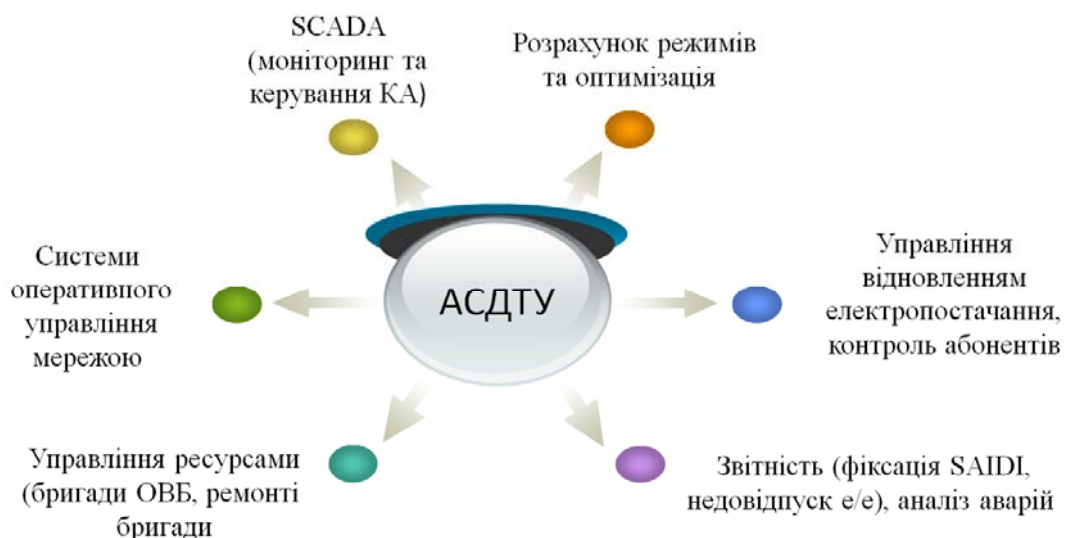 SCADA
(моніторинг та
керування КА)
Розрахунок режимів
та оптимізація
Системи
оперативного
управління
мережою
АСДТУ
Управління
відновленням
електропостачання,
контроль абонентів
Управління ресурсами
(бригади ОВБ, ремонті
бригади
Звітність (фіксація SAIDI,
недовідпуск е/е), аналіз аварій